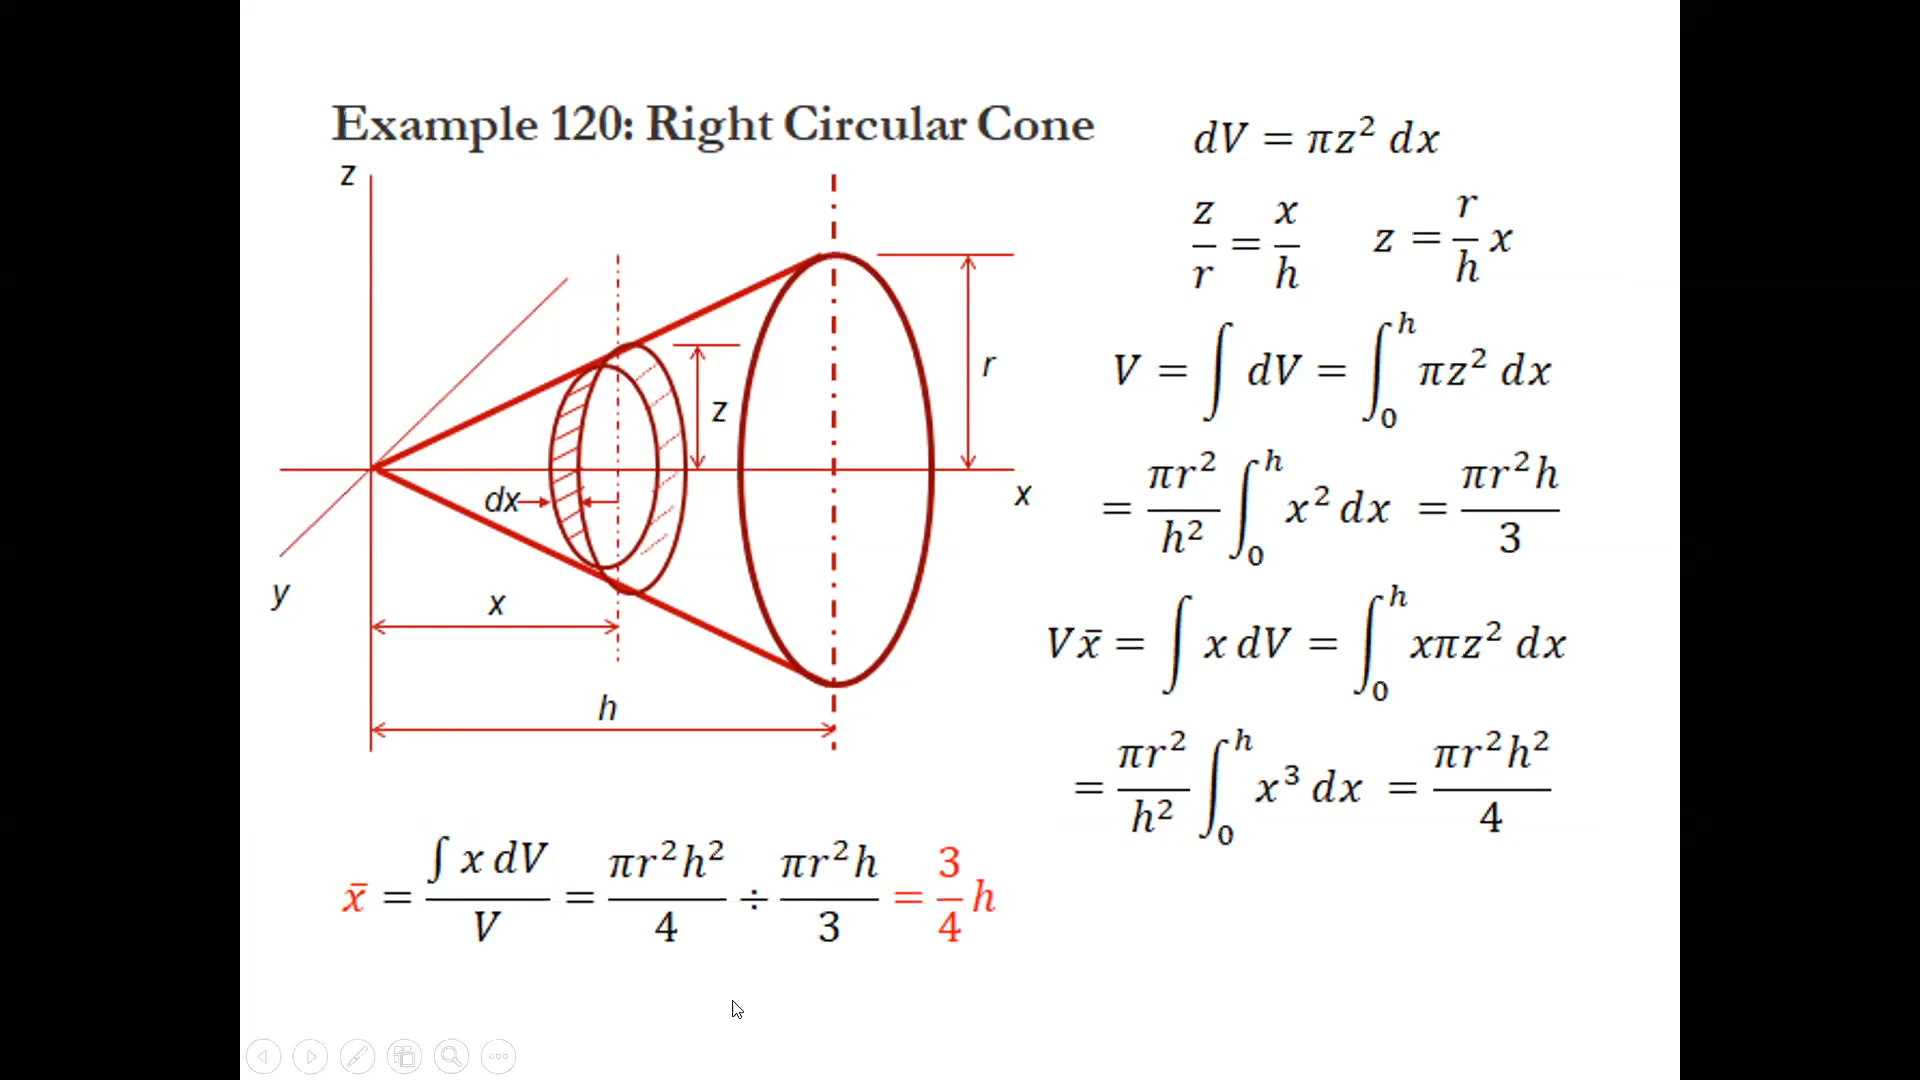 Example 120: Right Circular Cone
z
r
z
dx
x
x
y
h
dV = πz² dx
z/r = x/h   z = r/h x
V = ∫ dV = ∫₀ʰ πz² dx
= πr²/h² ∫₀ʰ x² dx = πr²h/3
Vx̄ = ∫ x dV = ∫₀ʰ xπz² dx
= πr²/h² ∫₀ʰ x³ dx = πr²h²/4
x̄ = ∫ x dV/V = πr²h²/4 ÷ πr²h/3 = 3/4 h